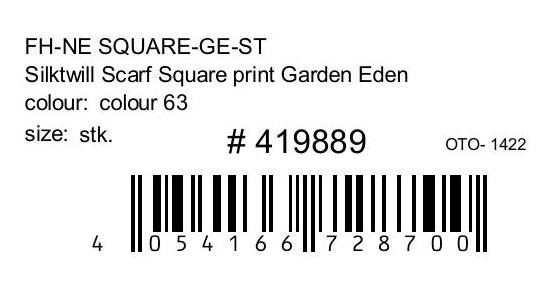 FH-NE SQUARE-GE-ST
Silktwill Scarf Square print Garden Eden
colour: colour 63
size: stk.
# 419889
OTO- 1422
4 054166 728700